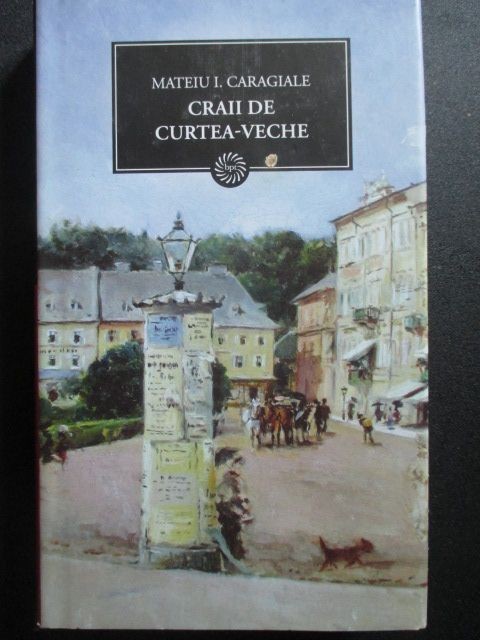 MATEIU I. CARAGIALE
CRAII DE
CURTEA-VECHE
bpt